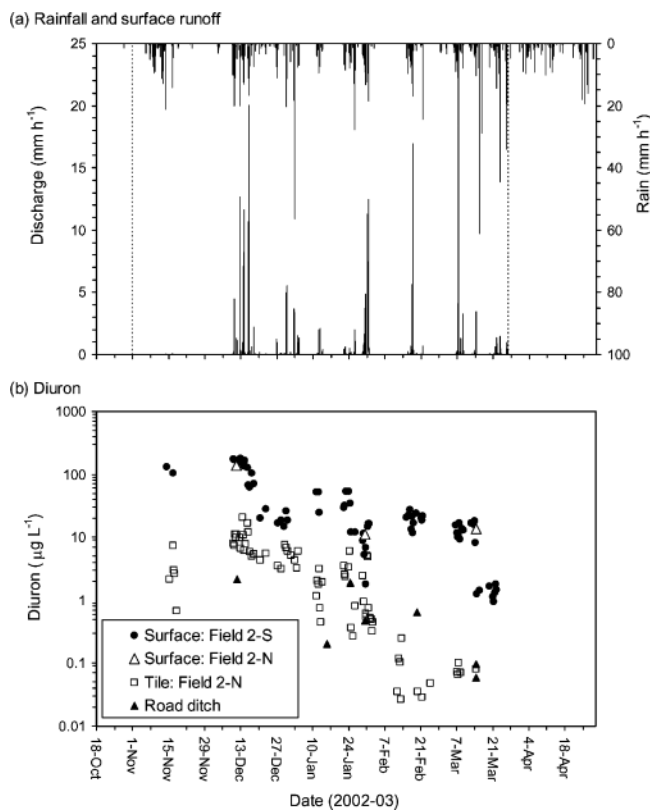 (a) Rainfall and surface runoff
25
20
15
10
5
0
Discharge (mm h⁻¹)
0
20
40
60
80
100
Rain (mm h⁻¹)
(b) Diuron
1000
100
10
1
0.1
0.01
Diuron (µg L⁻¹)
Surface: Field 2-S
Surface: Field 2-N
Tile: Field 2-N
Road ditch
18-Oct
1-Nov
15-Nov
29-Nov
13-Dec
27-Dec
10-Jan
24-Jan
7-Feb
21-Feb
7-Mar
21-Mar
4-Apr
18-Apr
Date (2002-03)